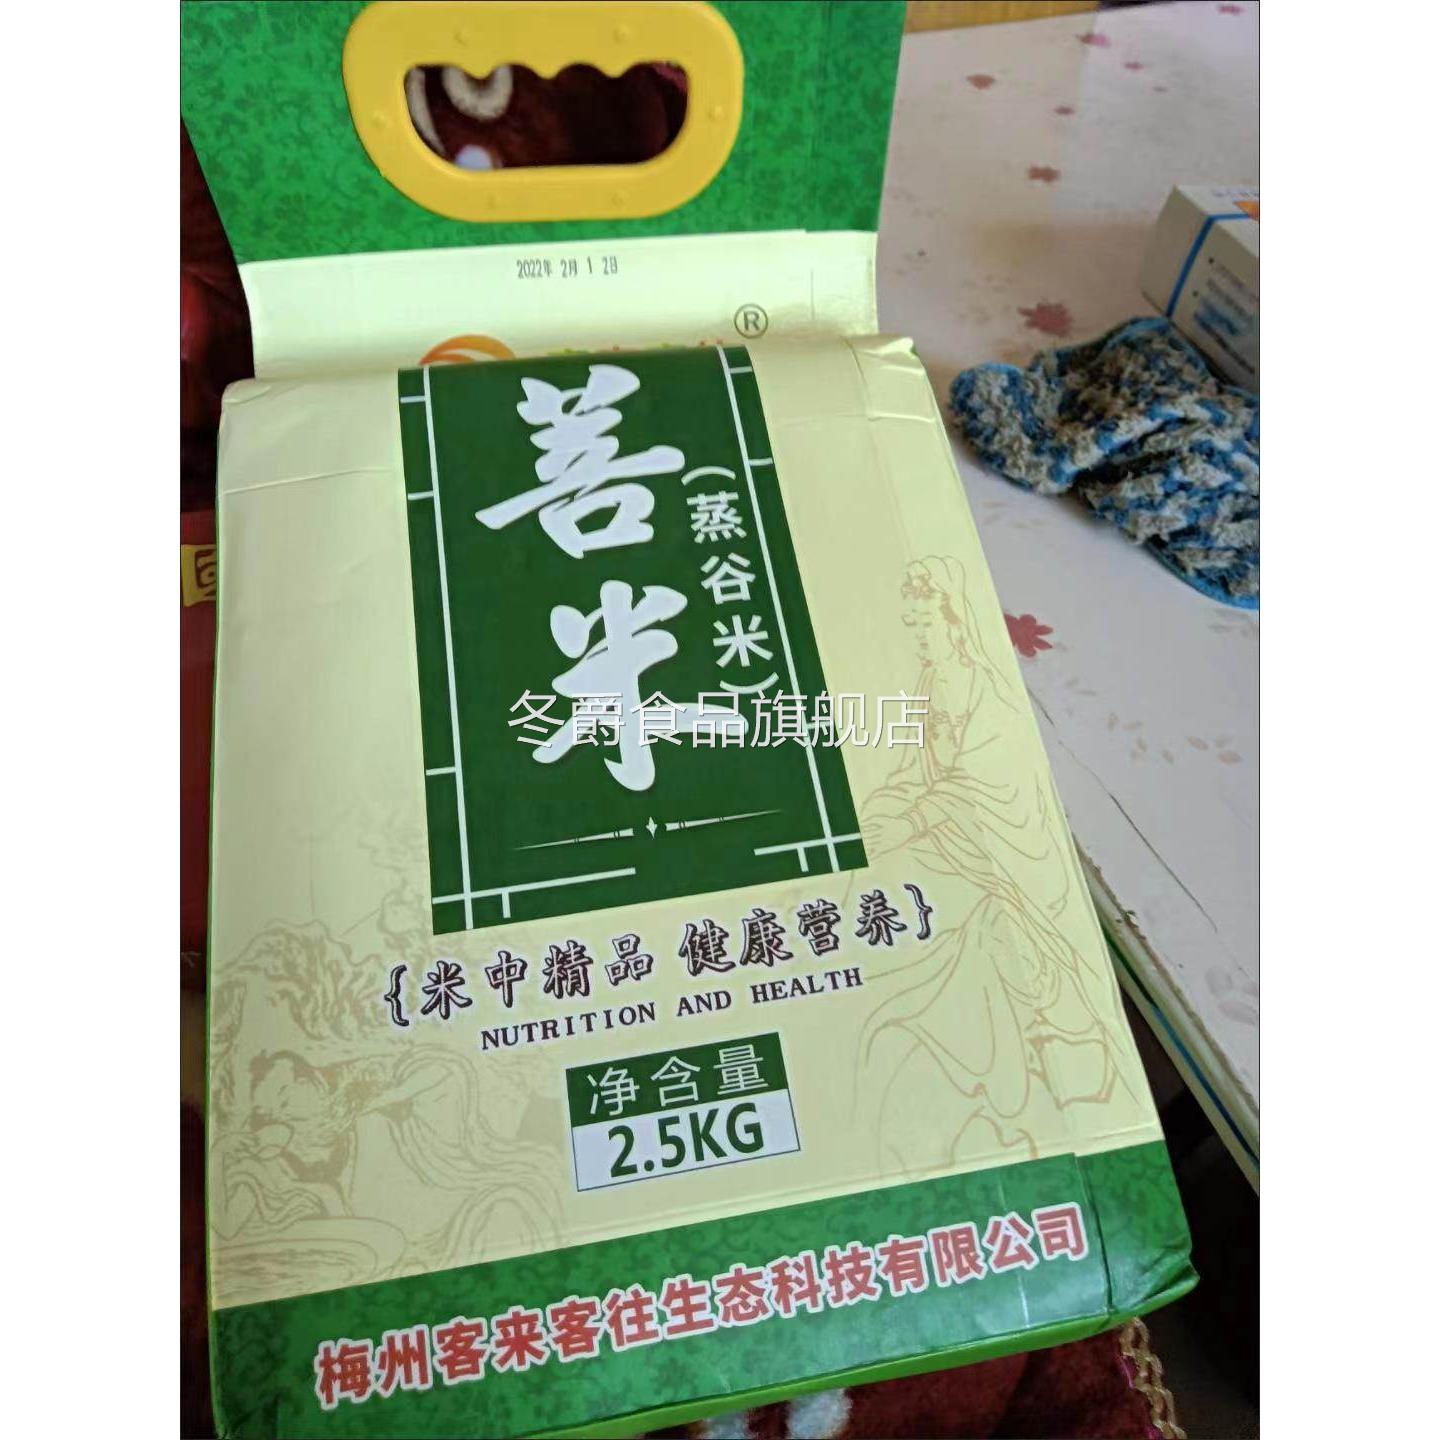 2022年 2月 1 2日
®
善米
(蒸谷米)
冬爵食品旗舰店
{米中精品 健康营养}
NUTRITION AND HEALTH
净含量
2.5KG
梅州客来客往生态科技有限公司